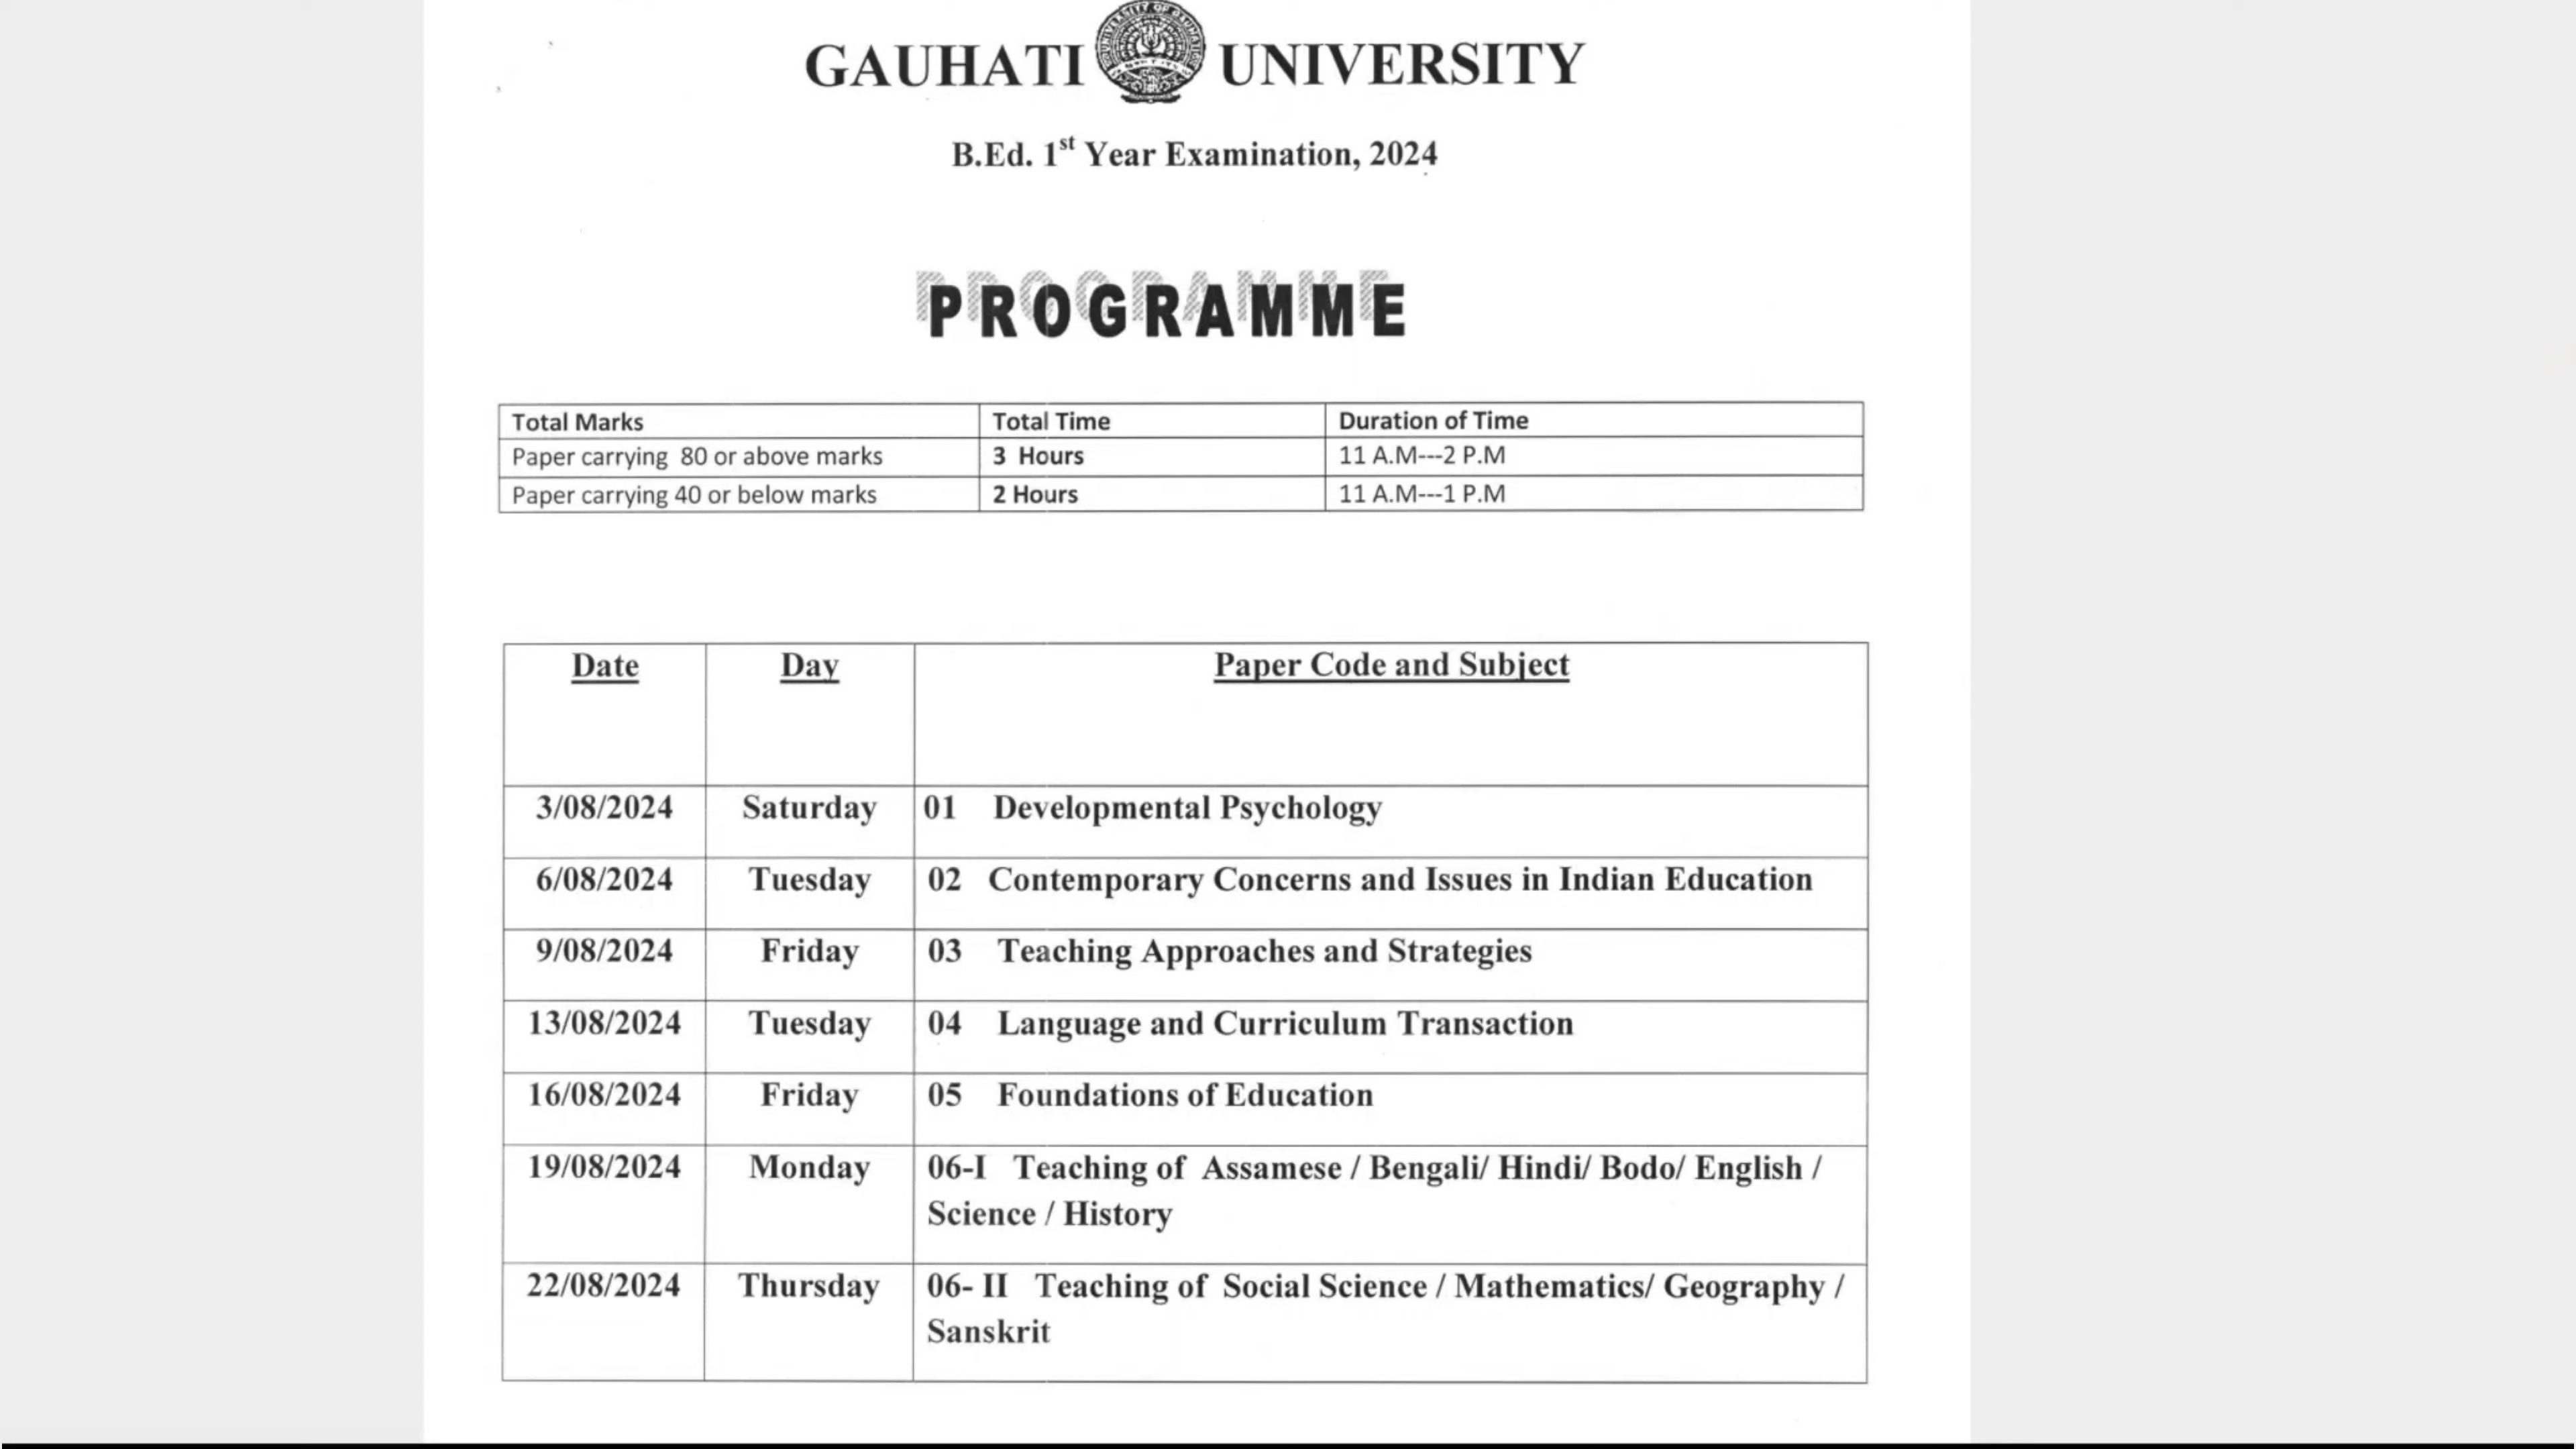 GAUHATI UNIVERSITY
B.Ed. 1st Year Examination, 2024
PROGRAMME
Total Marks Total Time Duration of Time
Paper carrying 80 or above marks 3 Hours 11 A.M---2 P.M
Paper carrying 40 or below marks 2 Hours 11 A.M---1 P.M
Date Day Paper Code and Subject
3/08/2024 Saturday 01 Developmental Psychology
6/08/2024 Tuesday 02 Contemporary Concerns and Issues in Indian Education
9/08/2024 Friday 03 Teaching Approaches and Strategies
13/08/2024 Tuesday 04 Language and Curriculum Transaction
16/08/2024 Friday 05 Foundations of Education
19/08/2024 Monday 06-I Teaching of Assamese / Bengali/ Hindi/ Bodo/ English /
Science / History
22/08/2024 Thursday 06- II Teaching of Social Science / Mathematics/ Geography /
Sanskrit